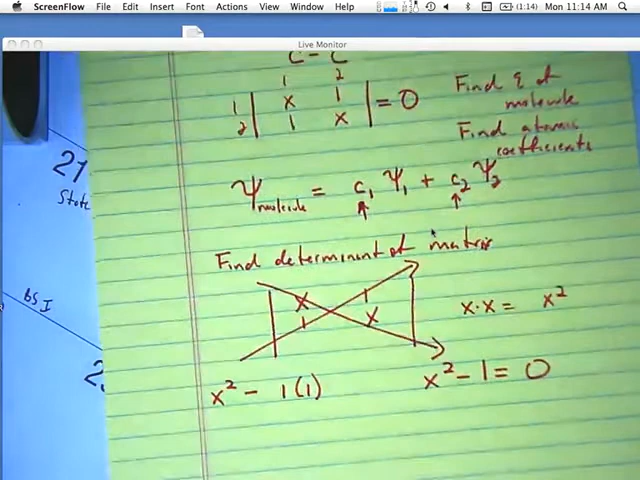 ScreenFlow File Edit Insert Font Actions View Window Help (1:14) Mon 11:14 AM
Live Monitor
C - C
1 2
1 | x 1 | = 0
2 | 1 x |
Find E of
molecule
Find atomic
coefficients
Ψmolecule = c₁ Ψ₁ + c₂ Ψ₂
Find determinant of matrix
x 1
1 x
x·x = x²
x² - 1(1)
x² - 1 = 0
21
State
bs I
2